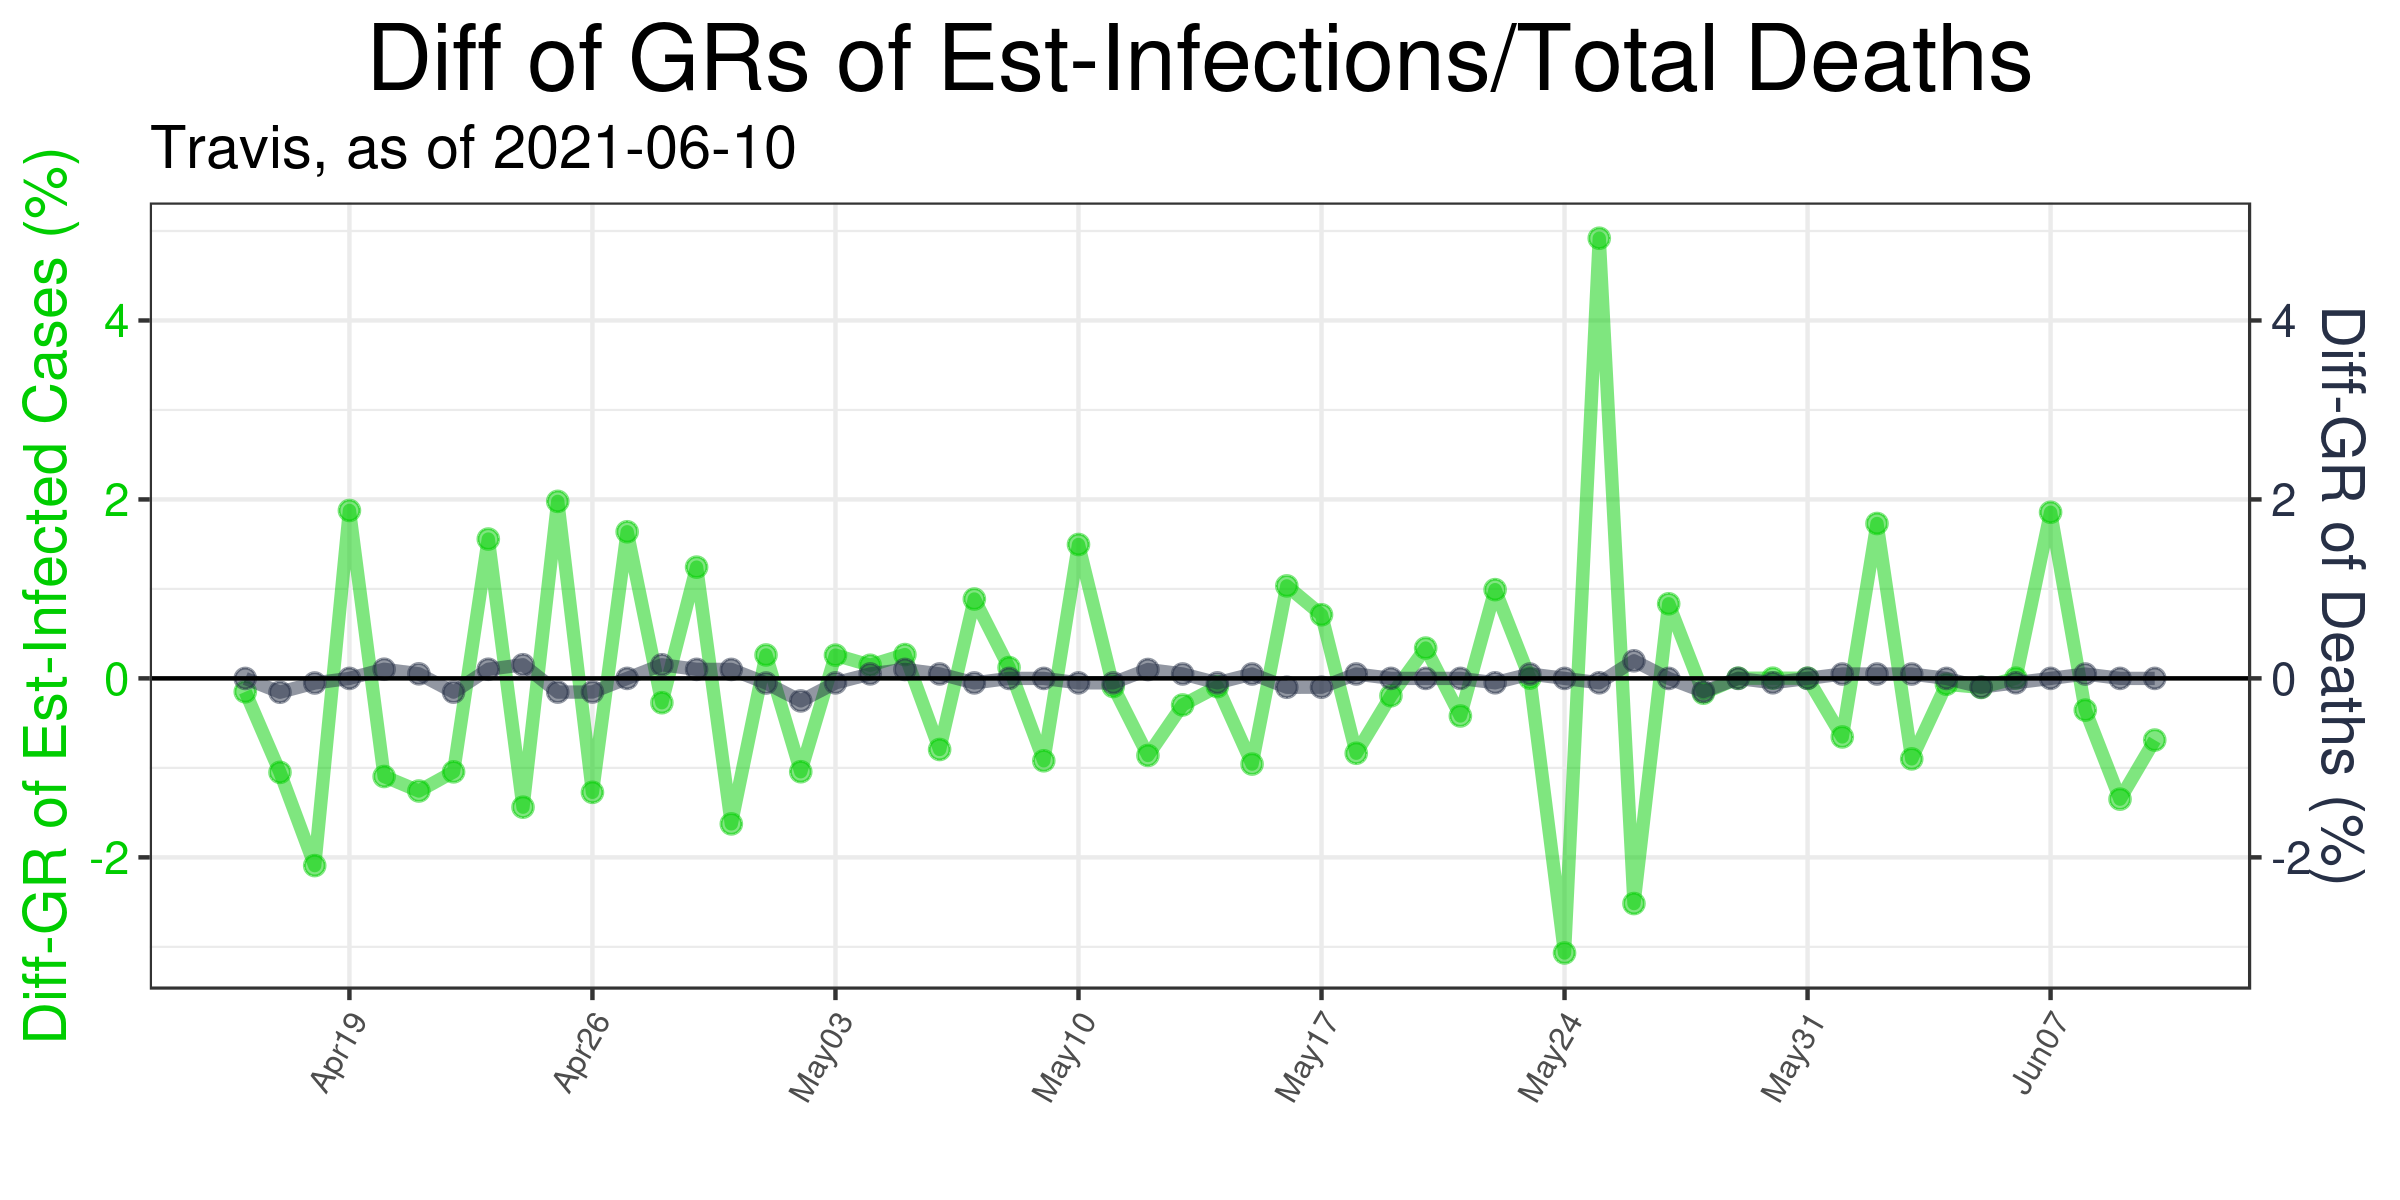 Diff of GRs of Est-Infections/Total Deaths
Travis, as of 2021-06-10
Diff-GR of Est-Infected Cases (%)
4
2
0
-2
4
2
0
-2
Diff-GR of Deaths (%)
Apr19
Apr26
May03
May10
May17
May24
May31
Jun07